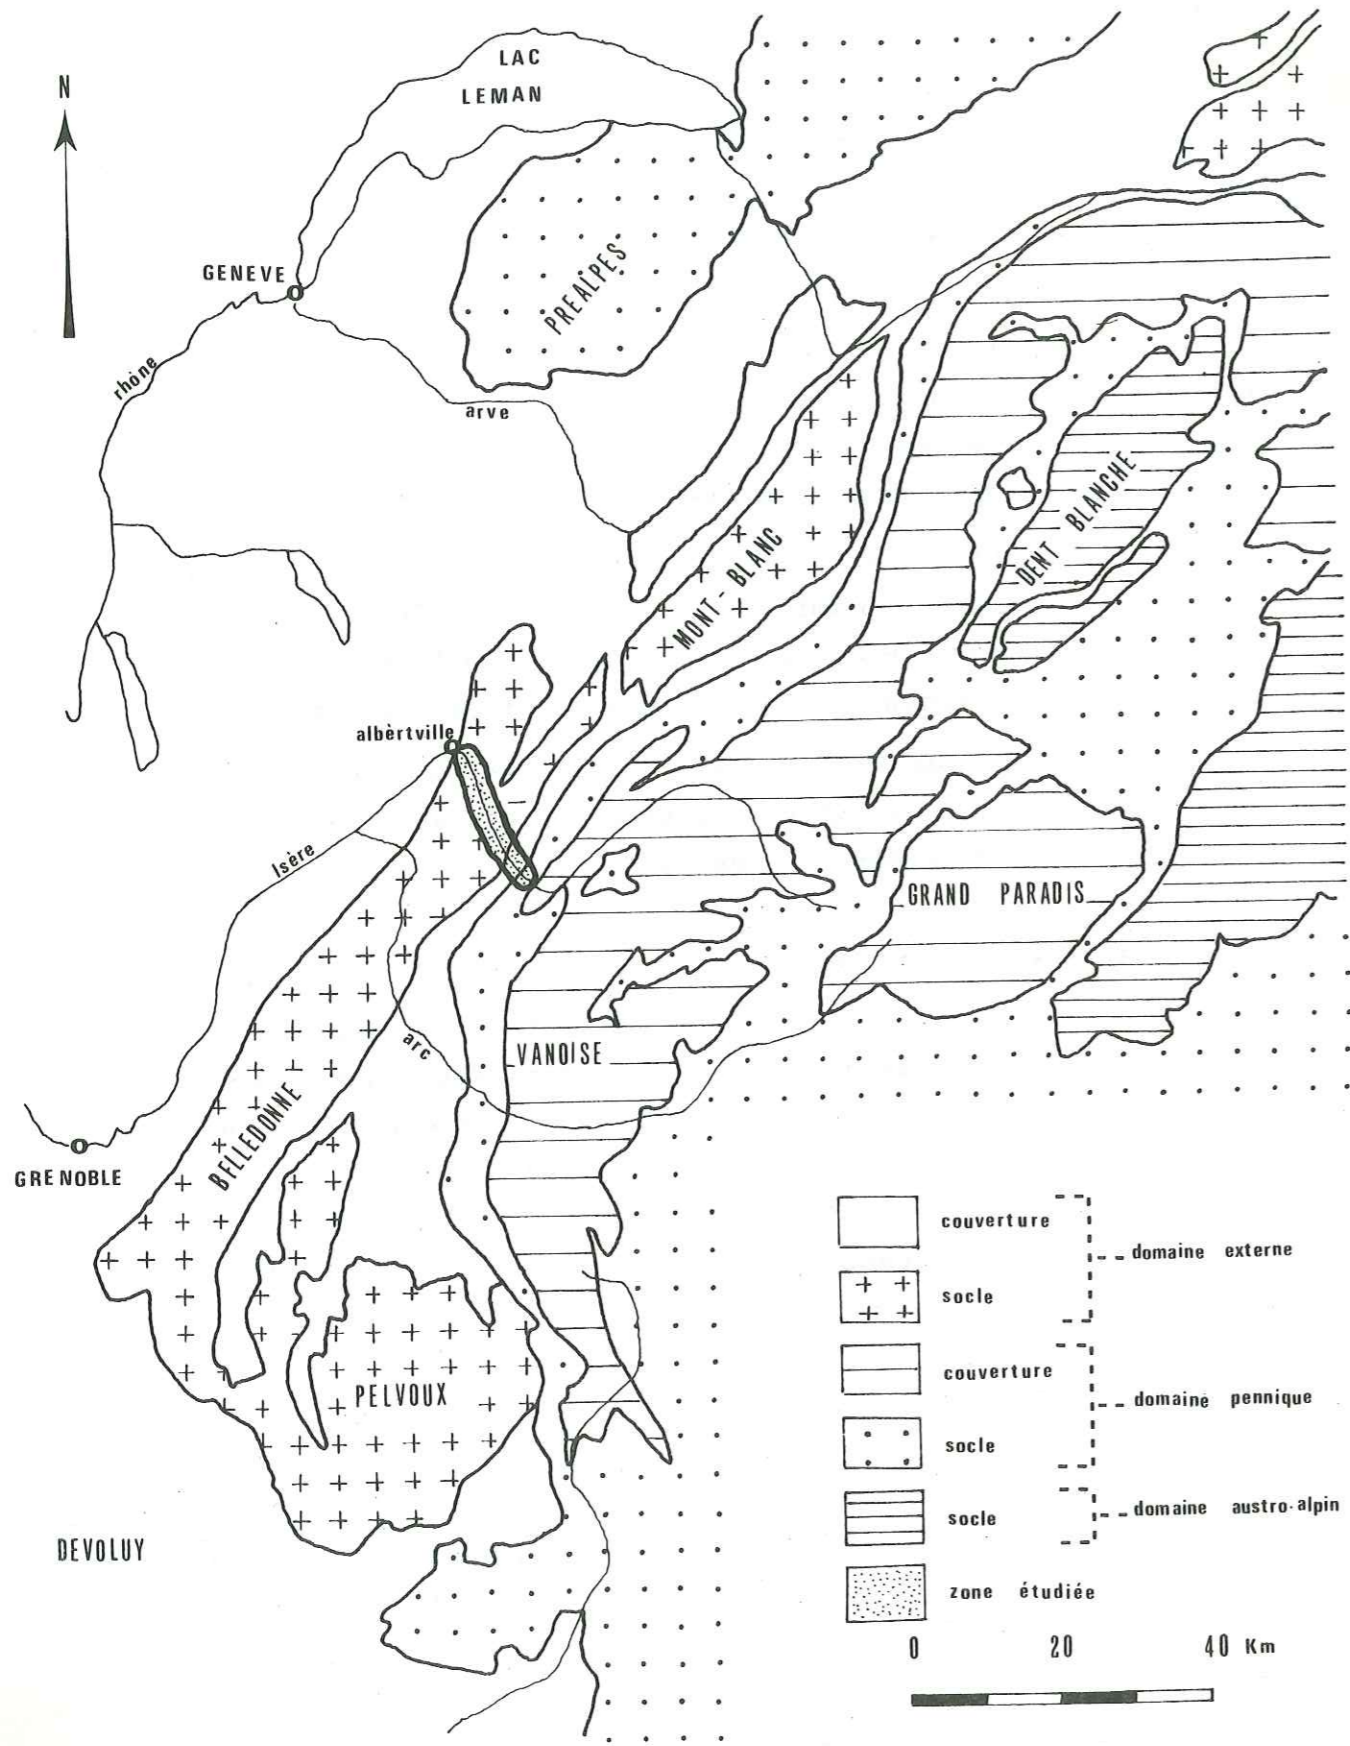 N
LAC
LEMAN
GENEVE
PREALPES
rhône
arve
MONT-BLANC
DENT BLANCHE
albèrtville
Isère
GRAND PARADIS
arc
VANOISE
BELLEDONNE
GRENOBLE
PELVOUX
DEVOLUY
couverture
domaine externe
socle
couverture
domaine pennique
socle
socle
domaine austro-alpin
zone étudiée
0 20 40 Km